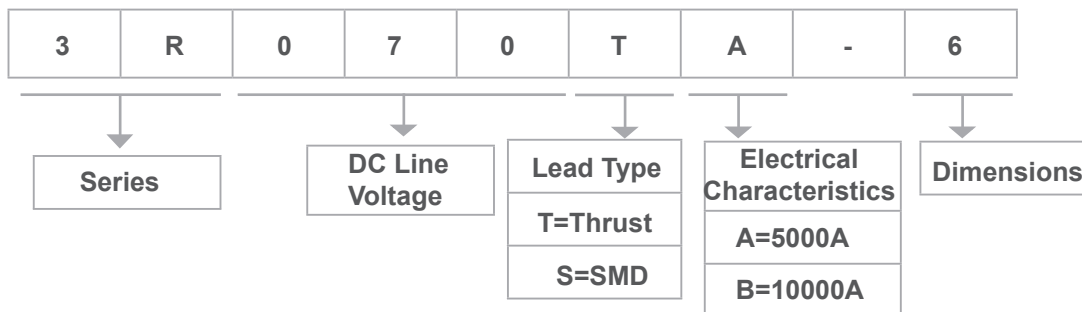 3 R 0 7 0 T A - 6
Series
DC Line
Voltage
Lead Type
T=Thrust
S=SMD
Electrical
Characteristics
A=5000A
B=10000A
Dimensions